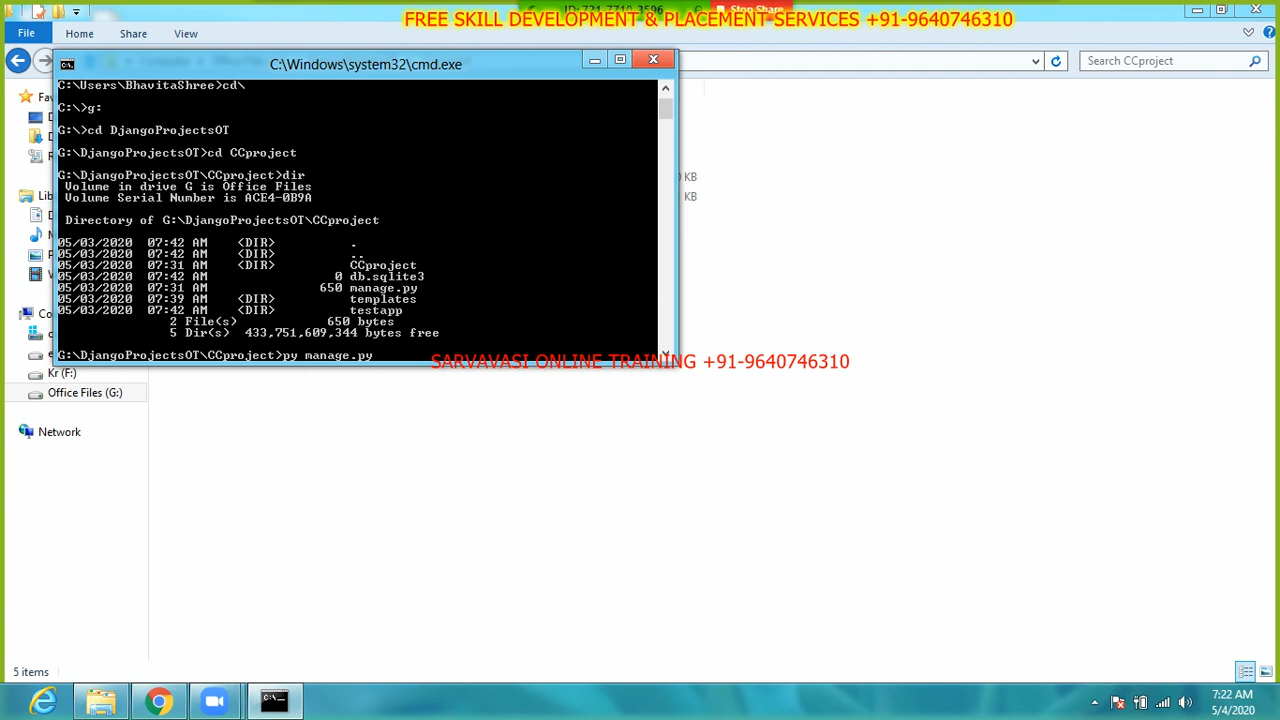 FREE SKILL DEVELOPMENT & PLACEMENT SERVICES +91-9640746310
Stop Share
File
Home
Share
View
Search CCproject
C:\Windows\system32\cmd.exe
C:\Users\BhavitaShree>cd\
C:\>g:
G:\>cd DjangoProjectsOT
G:\DjangoProjectsOT>cd CCproject
G:\DjangoProjectsOT\CCproject>dir
Volume in drive G is Office Files
Volume Serial Number is ACE4-0B9A
Directory of G:\DjangoProjectsOT\CCproject
05/03/2020 07:42 AM <DIR> .
05/03/2020 07:42 AM <DIR> ..
05/03/2020 07:31 AM <DIR> CCproject
05/03/2020 07:42 AM 0 db.sqlite3
05/03/2020 07:31 AM 650 manage.py
05/03/2020 07:39 AM <DIR> templates
05/03/2020 07:42 AM <DIR> testapp
2 File(s) 650 bytes
5 Dir(s) 433,751,609,344 bytes free
G:\DjangoProjectsOT\CCproject>py manage.py
SARVAVASI ONLINE TRAINING +91-9640746310
KB
KB
Fav
Lib
Co
Kr (F:)
Office Files (G:)
Network
5 items
7:22 AM
5/4/2020